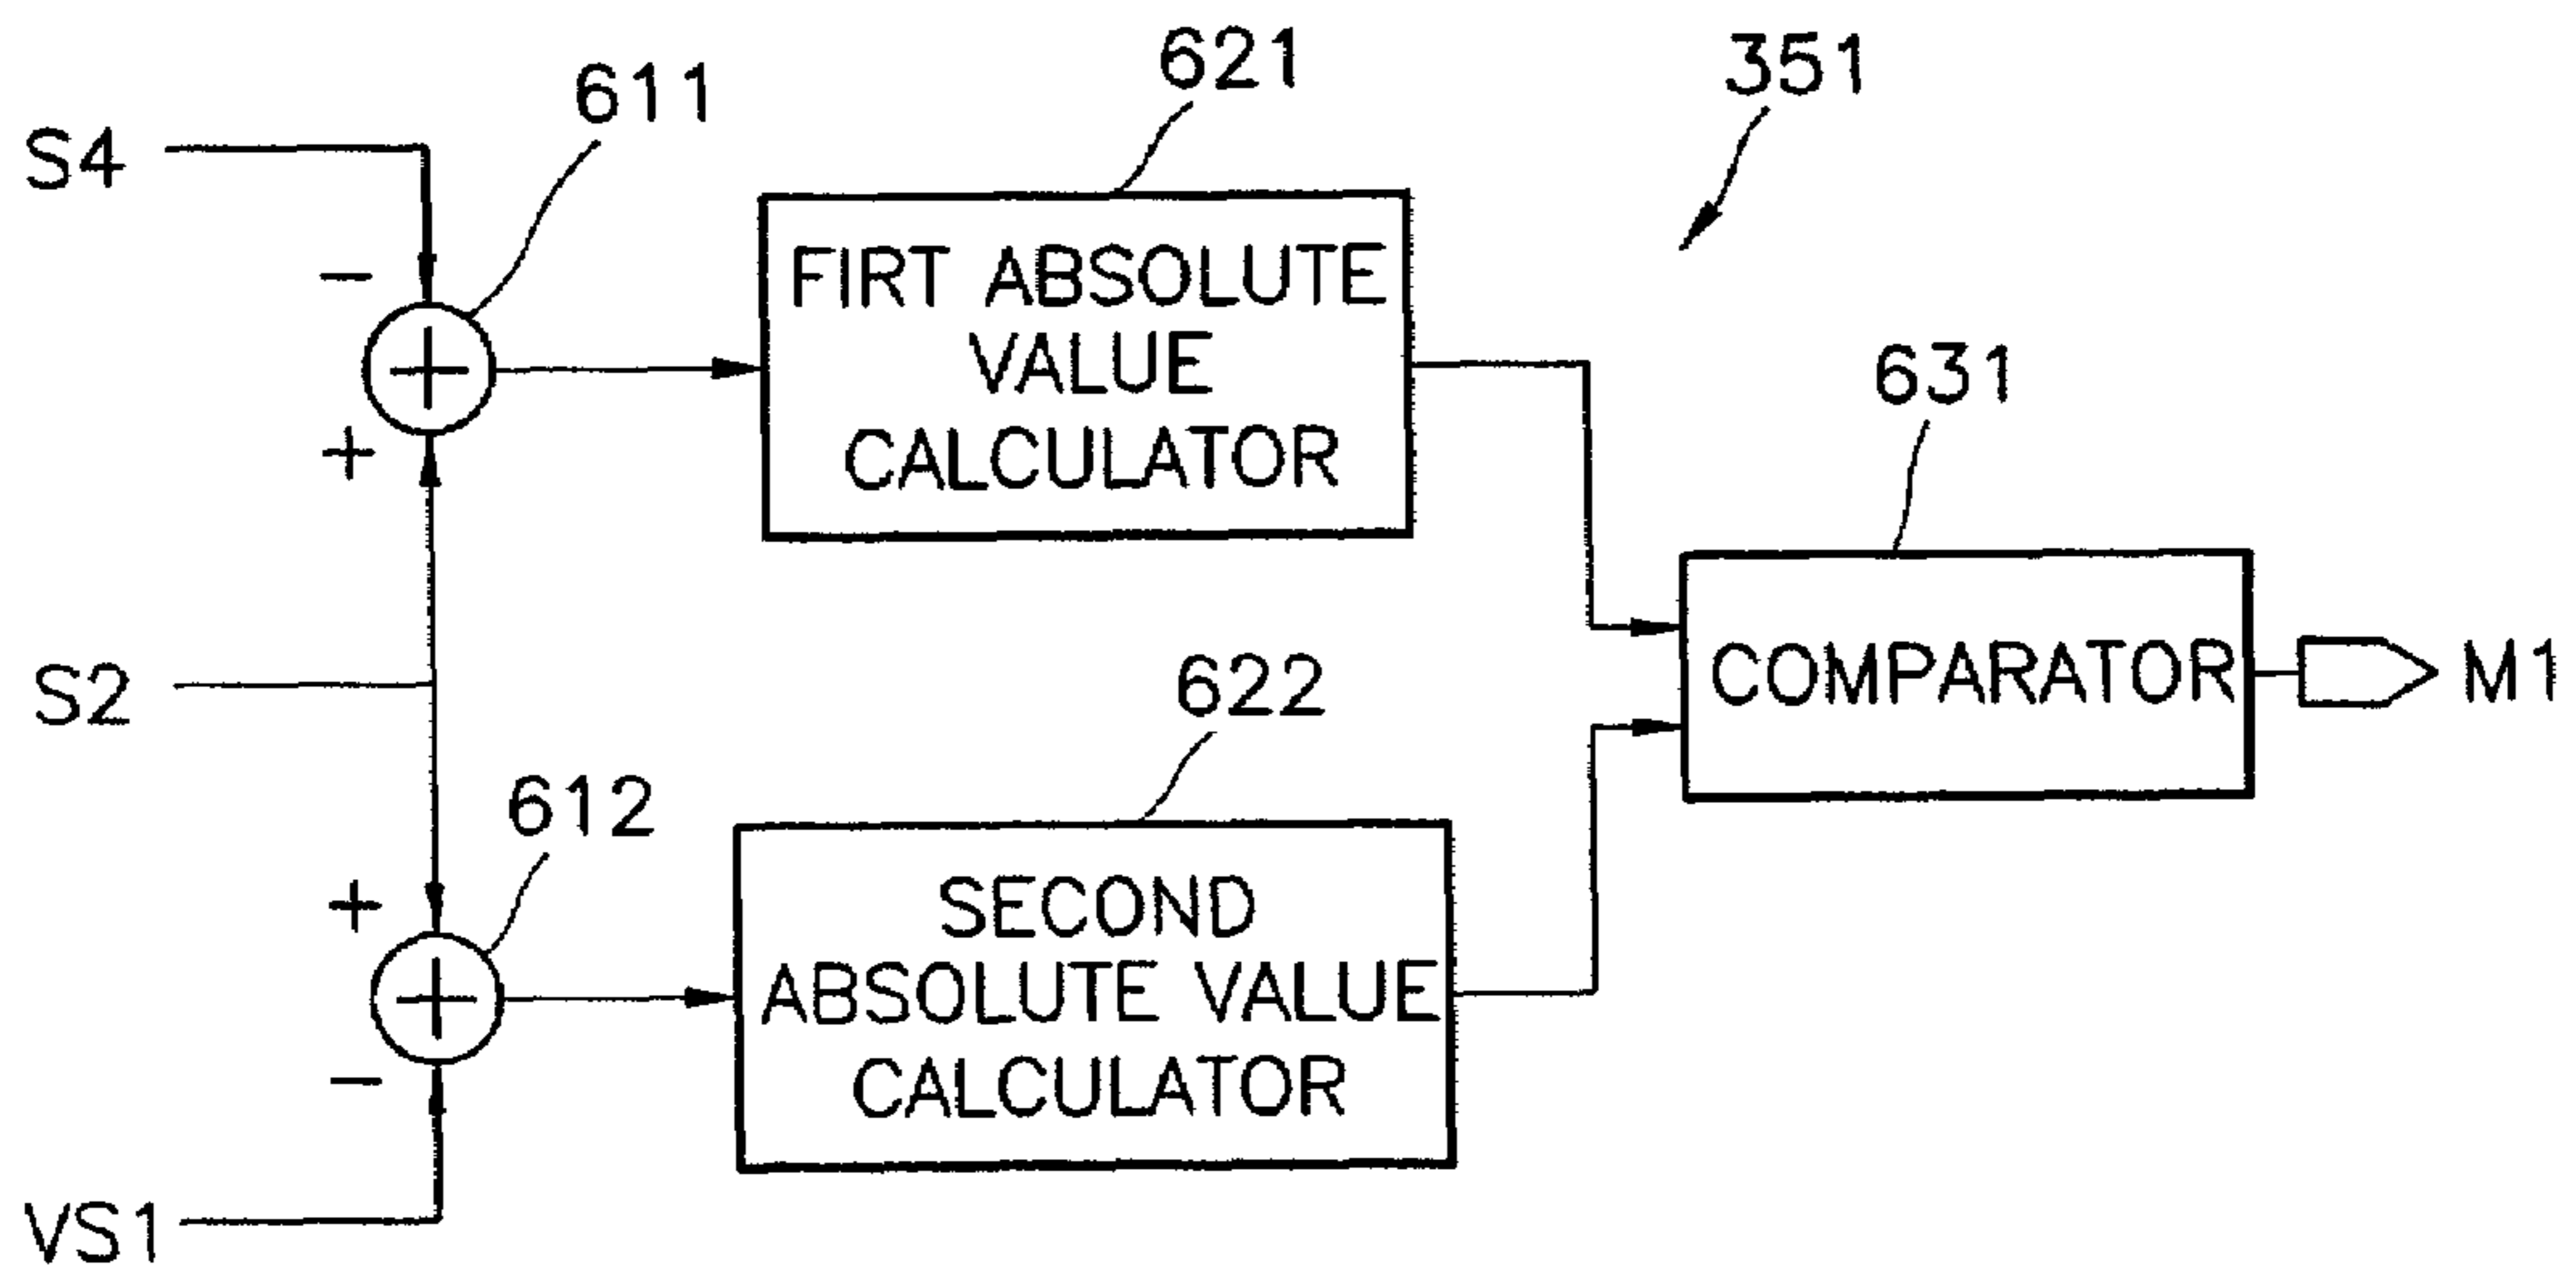 621
351
611
S4
−
FIRT ABSOLUTE
VALUE
CALCULATOR
+
631
S2
622
COMPARATOR
M1
612
+
SECOND
ABSOLUTE VALUE
CALCULATOR
−
VS1